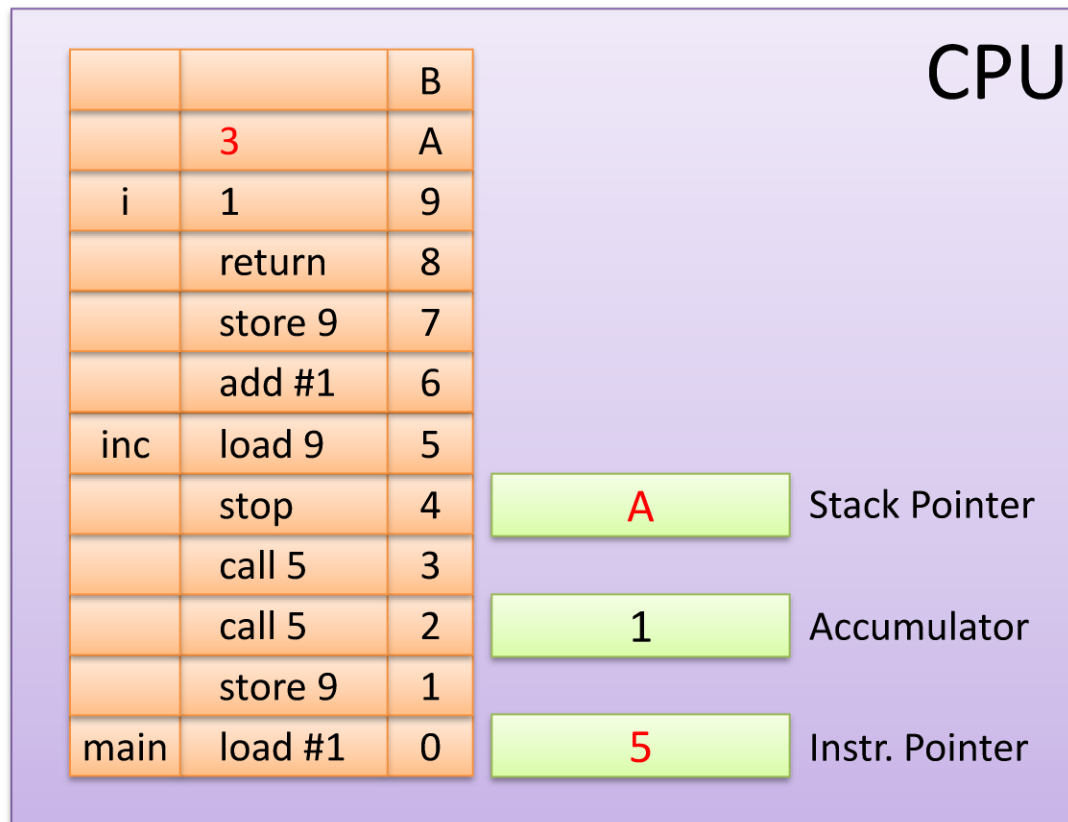 CPU
B
3 A
i 1 9
return 8
store 9 7
add #1 6
inc load 9 5
stop 4 A Stack Pointer
call 5 3
call 5 2 1 Accumulator
store 9 1
main load #1 0 5 Instr. Pointer